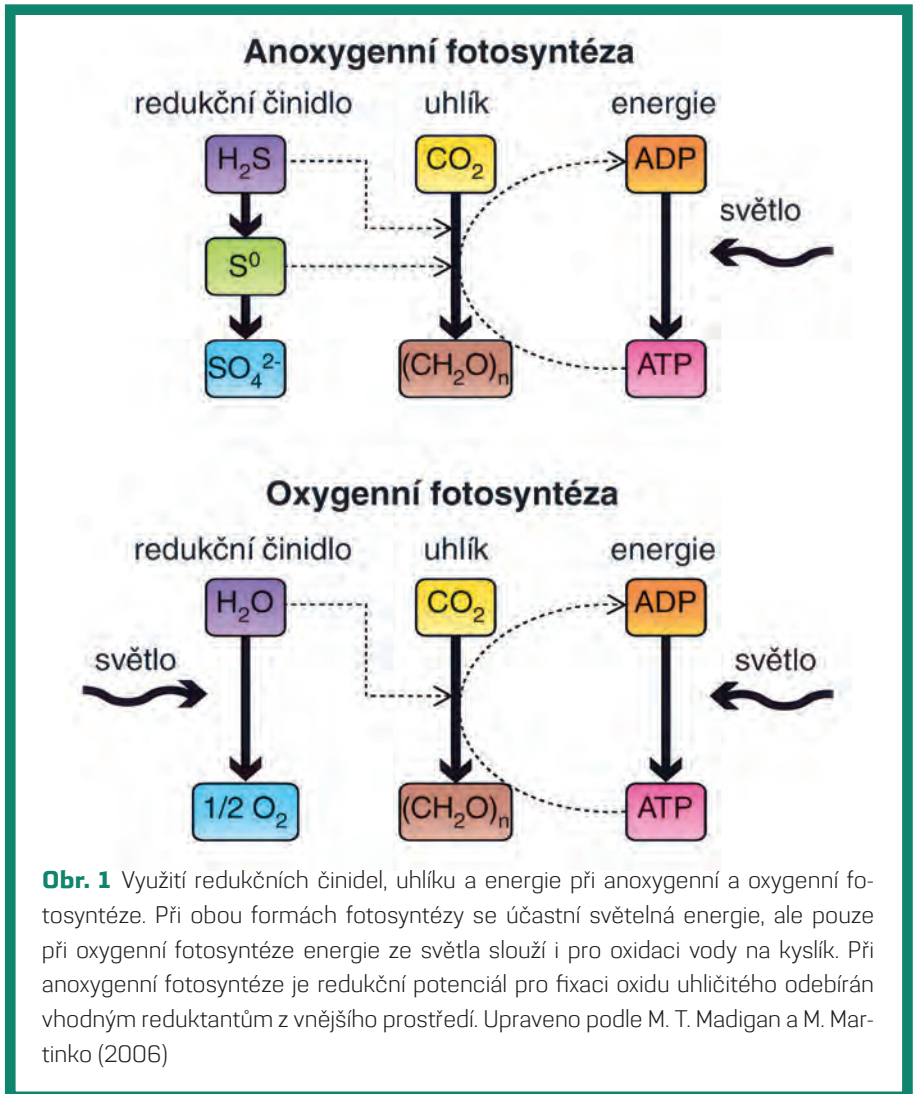 Anoxygenní fotosyntéza
redukční činidlo uhlík energie
H₂S CO₂ ADP
světlo
S⁰
SO₄²⁻ (CH₂O)ₙ ATP
Oxygenní fotosyntéza
redukční činidlo uhlík energie
H₂O CO₂ ADP
světlo světlo
1/2 O₂ (CH₂O)ₙ ATP
Obr. 1 Využití redukčních činidel, uhlíku a energie při anoxygenní a oxygenní fo-
tosyntéze. Při obou formách fotosyntézy se účastní světelná energie, ale pouze
při oxygenní fotosyntéze energie ze světla slouží i pro oxidaci vody na kyslík. Při
anoxygenní fotosyntéze je redukční potenciál pro fixaci oxidu uhličitého odebírán
vhodným reduktantům z vnějšího prostředí. Upraveno podle M. T. Madigan a M. Mar-
tinko (2006)